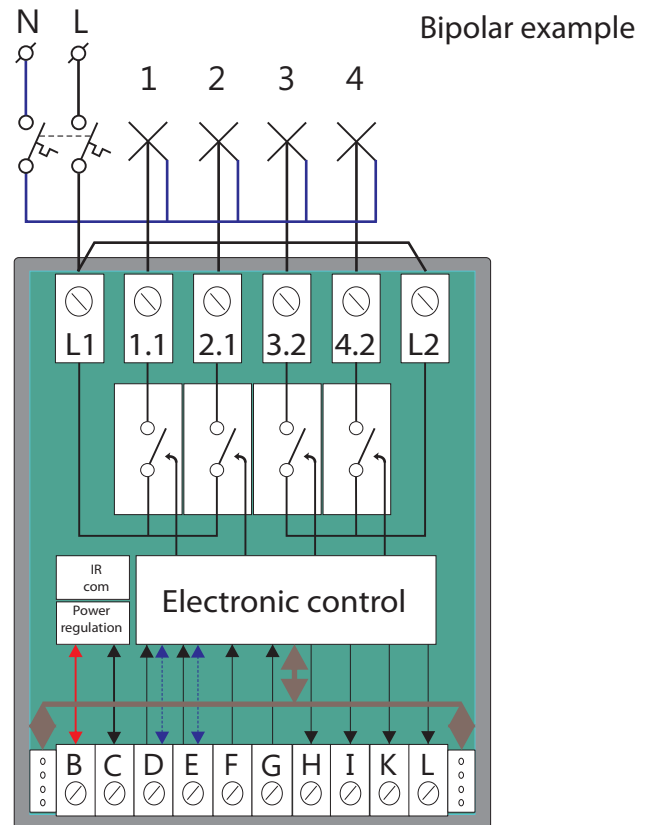 N L Bipolar example
1 2 3 4
L1 1.1 2.1 3.2 4.2 L2
IR
com
Electronic control
Power
regulation
B C D E F G H I K L